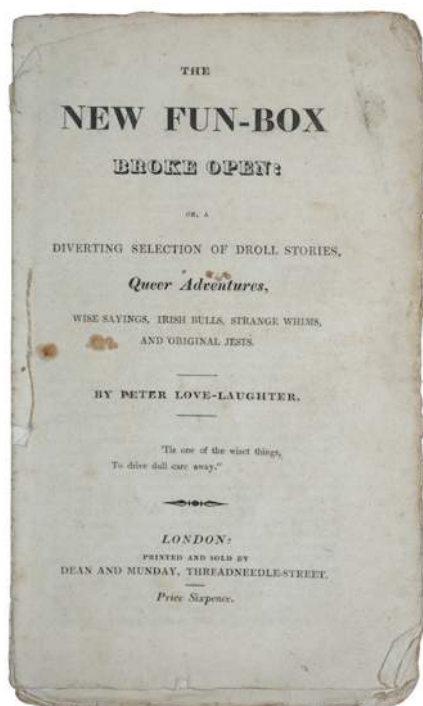 THE
NEW FUN-BOX
BROKE OPEN:
OR, A
DIVERTING SELECTION OF DROLL STORIES,
Queer Adventures,
WISE SAYINGS, IRISH BULLS, STRANGE WHIMS,
AND ORIGINAL JESTS.
BY PETER LOVE-LAUGHTER.
'Tis one of the wisest things,
To drive dull care away."
LONDON:
PRINTED AND SOLD BY
DEAN AND MUNDAY, THREADNEEDLE-STREET.
Price Sixpence.